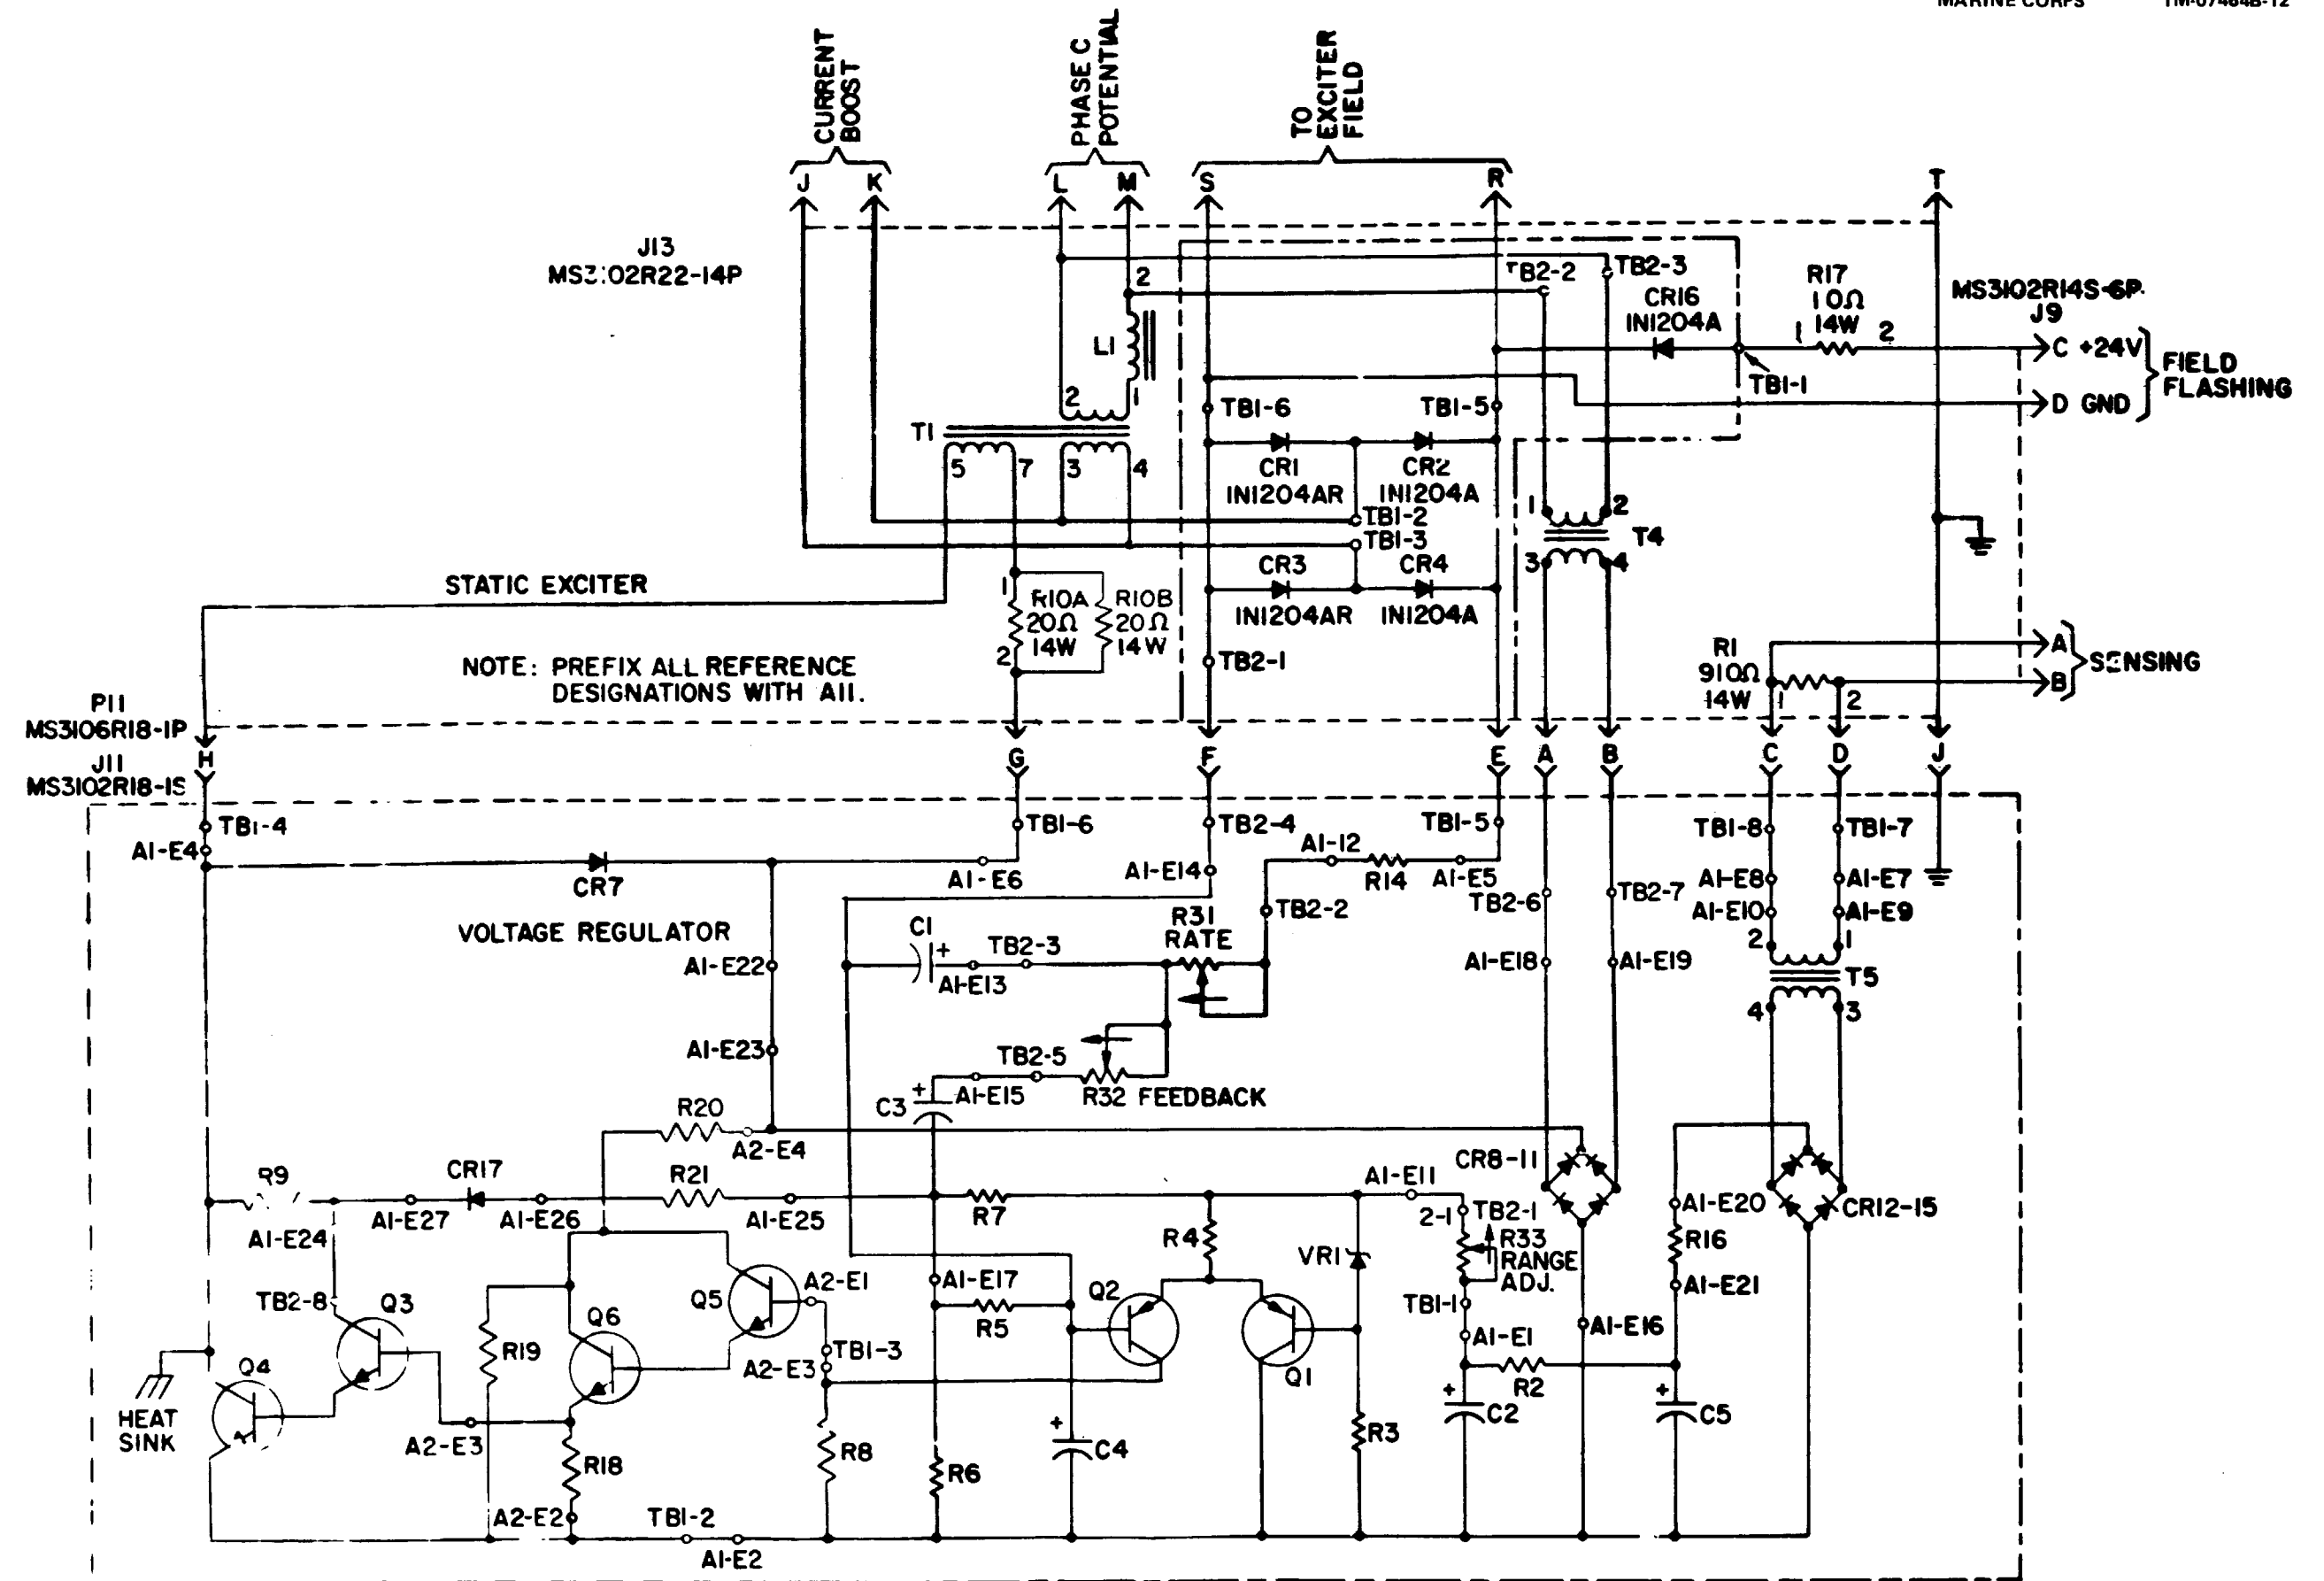 MARINE CORPS TM-07464B-12
CURRENT
BOOST
PHASE C
POTENTIAL
TO
EXCITER
FIELD
J K L M S R T
J13
MS3102R22-14P
2
L1
2 1
T1
5 7 3 4
TB2-2
TB2-3
CR16
IN1204A
R17
10Ω
14W
1 2
MS3102R14S-6P
J9
C +24V
D GND
FIELD
FLASHING
TB1-1
TB1-6
TB1-5
CR1
IN1204AR
CR2
IN1204A
TB1-2
TB1-3
CR3
IN1204AR
CR4
IN1204A
1 2
T4
3 4
STATIC EXCITER
1
R10A
20Ω
14W
2
R10B
20Ω
14W
NOTE: PREFIX ALL REFERENCE
DESIGNATIONS WITH A11.
TB2-1
R1
910Ω
14W
1 2
A
B
SENSING
P11
MS3106R18-1P
J11
MS3102R18-1S
H G F E A B C D J
TB1-4
A1-E4
CR7
A1-E6
TB1-6
TB2-4
A1-E14
A1-12
R14
A1-E5
TB1-5
TB2-6
TB2-7
TB1-8
TB1-7
A1-E8
A1-E7
A1-E10
A1-E9
2 1
T5
4 3
VOLTAGE REGULATOR
A1-E22
C1
+
A1-E13
TB2-3
R31
RATE
TB2-2
A1-E18
A1-E19
A1-E23
TB2-5
A1-E15
R32 FEEDBACK
C3
+
R20
A2-E4
CR8-11
CR12-15
R9
A1-E24
A1-E27
CR17
A1-E26
R21
A1-E25
R7
A1-E11
2-1
TB2-1
R33
RANGE
ADJ.
A1-E20
R16
A1-E21
R4
VR1
TB2-8
Q3
Q4
HEAT
SINK
R19
Q6
Q5
A2-E1
TB1-3
A2-E3
A1-E17
R5
Q2
Q1
TB1-1
A1-E1
R2
A1-E16
+
C2
+
C5
A2-E3
R18
R8
R6
+
C4
R3
A2-E2
TB1-2
A1-E2